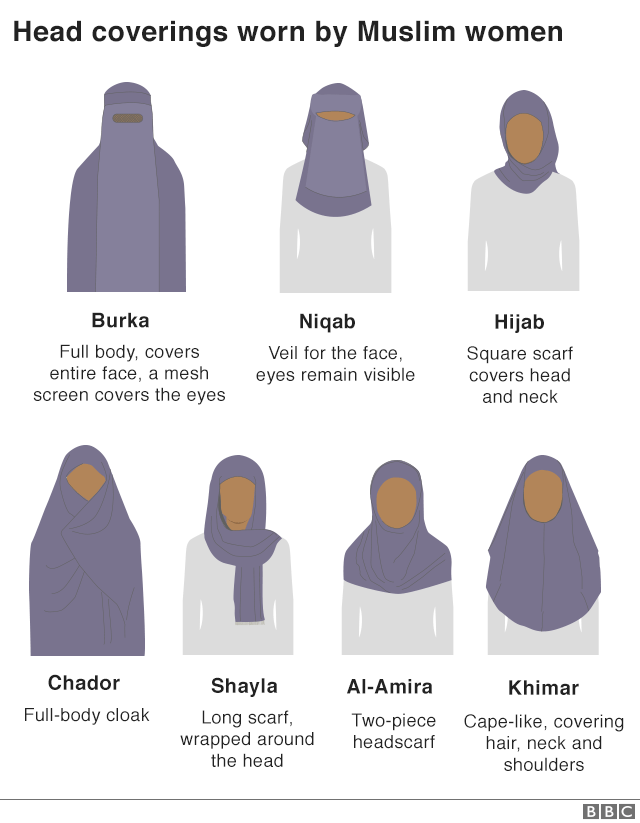 Head coverings worn by Muslim women
Burka
Full body, covers
entire face, a mesh
screen covers the eyes
Niqab
Veil for the face,
eyes remain visible
Hijab
Square scarf
covers head
and neck
Chador
Full-body cloak
Shayla
Long scarf,
wrapped around
the head
Al-Amira
Two-piece
headscarf
Khimar
Cape-like, covering
hair, neck and
shoulders
BBC